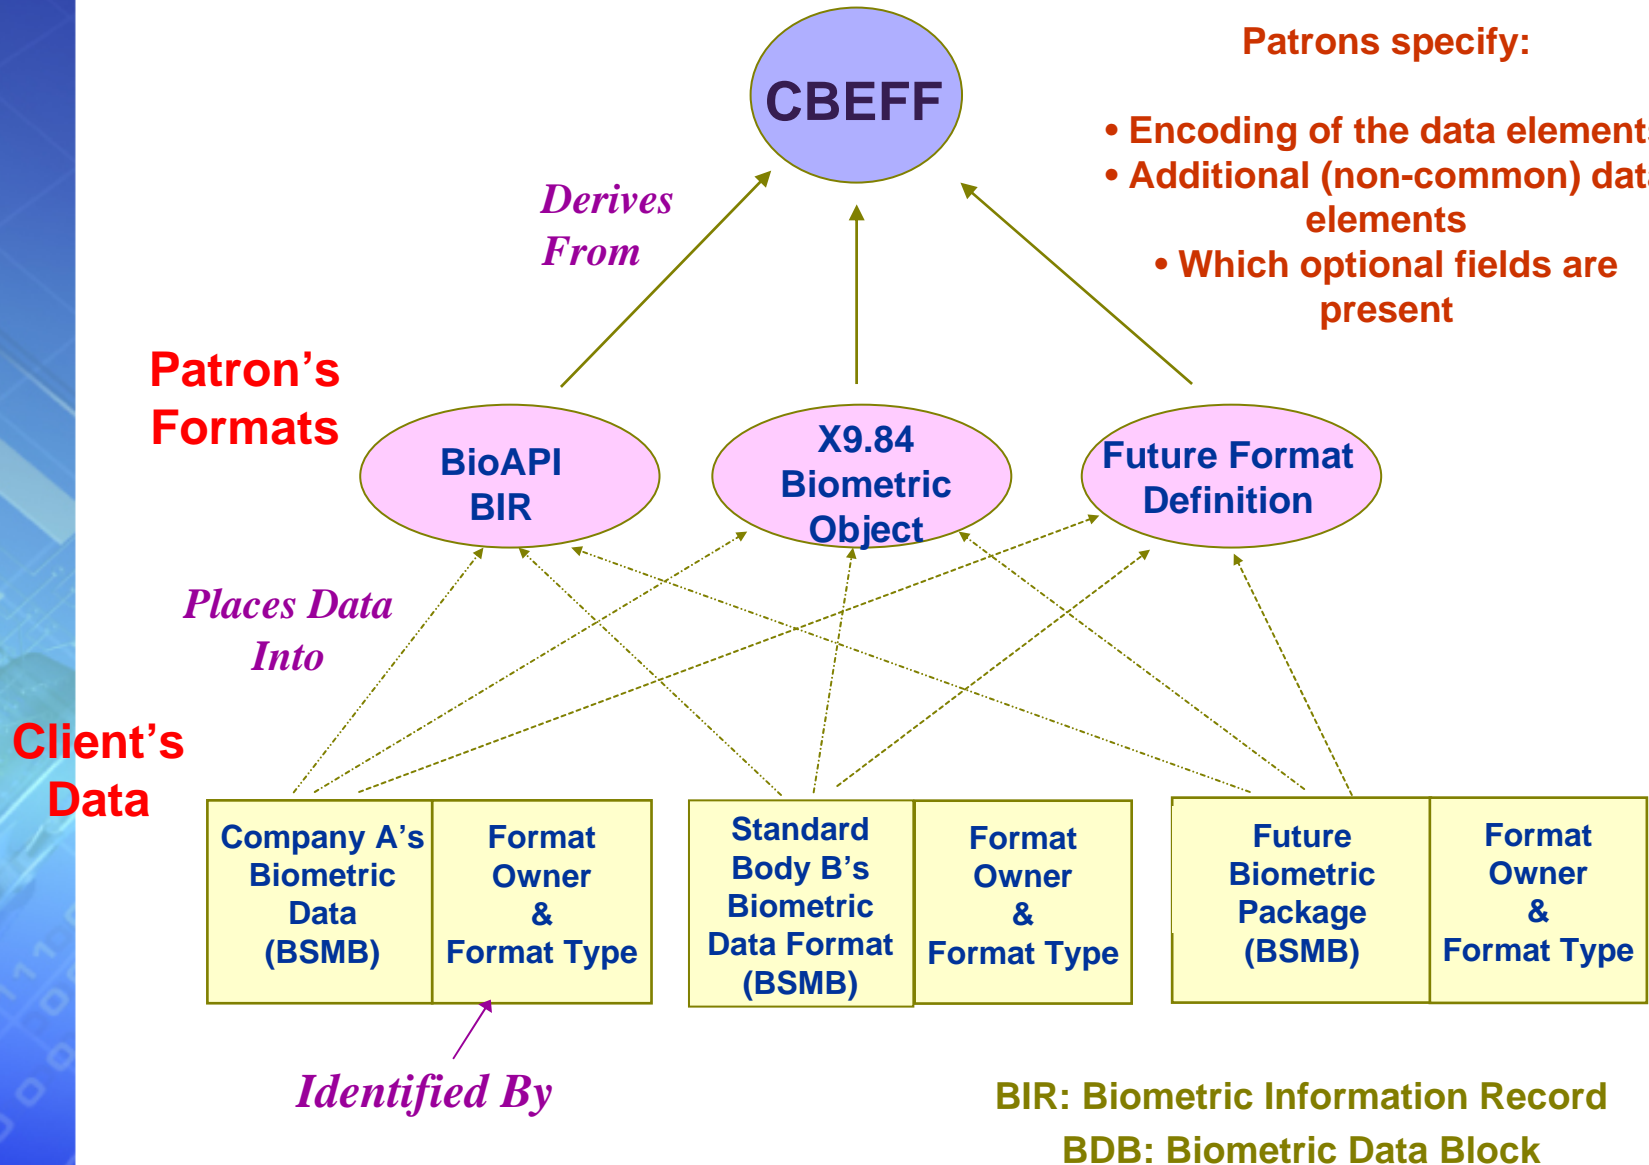 CBEFF
Patrons specify:
• Encoding of the data elements
• Additional (non-common) data
elements
• Which optional fields are
present
Derives
From
Patron’s
Formats
BioAPI
BIR
X9.84
Biometric
Object
Future Format
Definition
Places Data
Into
Client’s
Data
Company A’s
Biometric
Data
(BSMB)
Format
Owner
&
Format Type
Standard
Body B’s
Biometric
Data Format
(BSMB)
Format
Owner
&
Format Type
Future
Biometric
Package
(BSMB)
Format
Owner
&
Format Type
Identified By
BIR: Biometric Information Record
BDB: Biometric Data Block